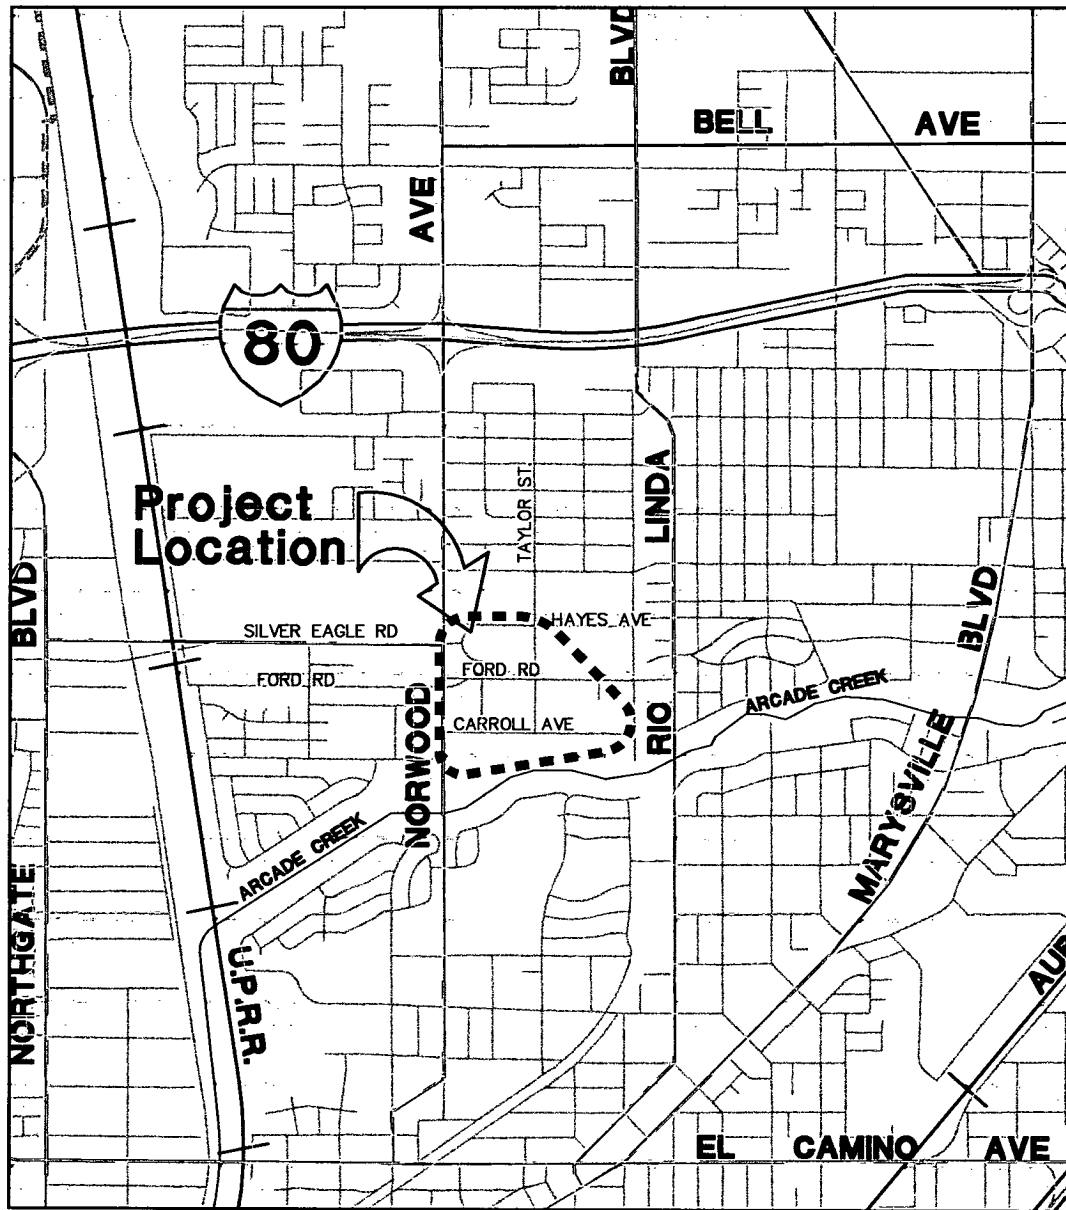 BLVD
BELL AVE
AVE
80
LINDA
TAYLOR ST.
Project
Location
BLVD
BLVD
HAYES AVE
SILVER EAGLE RD
FORD RD
FORD RD
ARCADE CREEK
NORWOOD
CARROLL AVE
RIO
MARYSVILLE
ARCADE CREEK
NORTHGATE
U.P.R.R.
EL CAMINO AVE